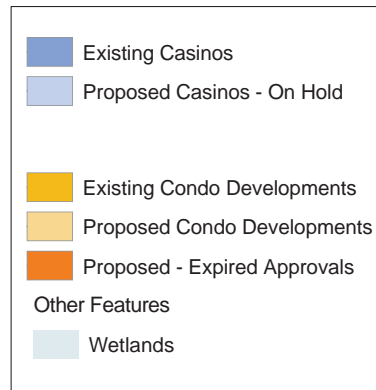 Existing Casinos
Proposed Casinos - On Hold
Existing Condo Developments
Proposed Condo Developments
Proposed - Expired Approvals
Other Features
Wetlands